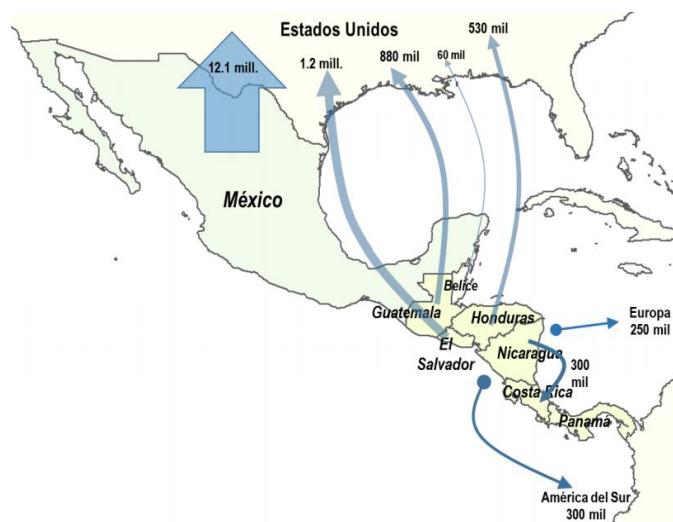 Estados Unidos
530 mil
12.1 mill.
1.2 mill.
880 mil
60 mil
México
Belice
Guatemala
Honduras
El
Salvador
Nicaragua
Europa
250 mil
300
mil
Costa Rica
Panamá
América del Sur
300 mil